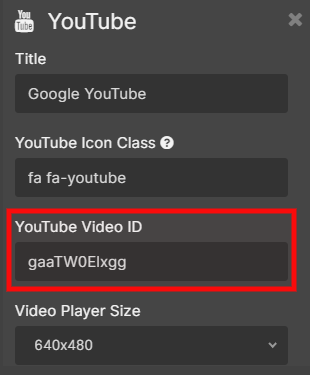 You
Tube
YouTube
Title
Google YouTube
YouTube Icon Class
fa fa-youtube
YouTube Video ID
gaaTW0Elxgg
Video Player Size
640x480